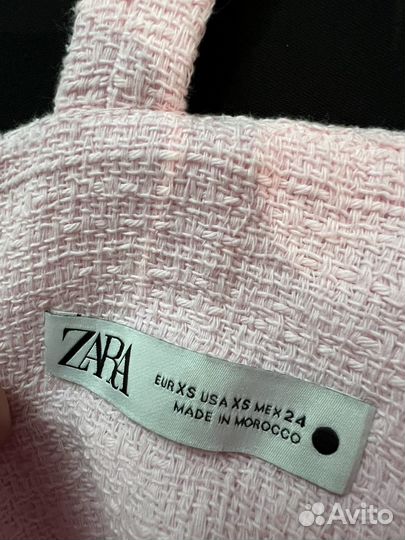 ZARA
EUR XS USA XS MEX 24
MADE IN MOROCCO
Avito